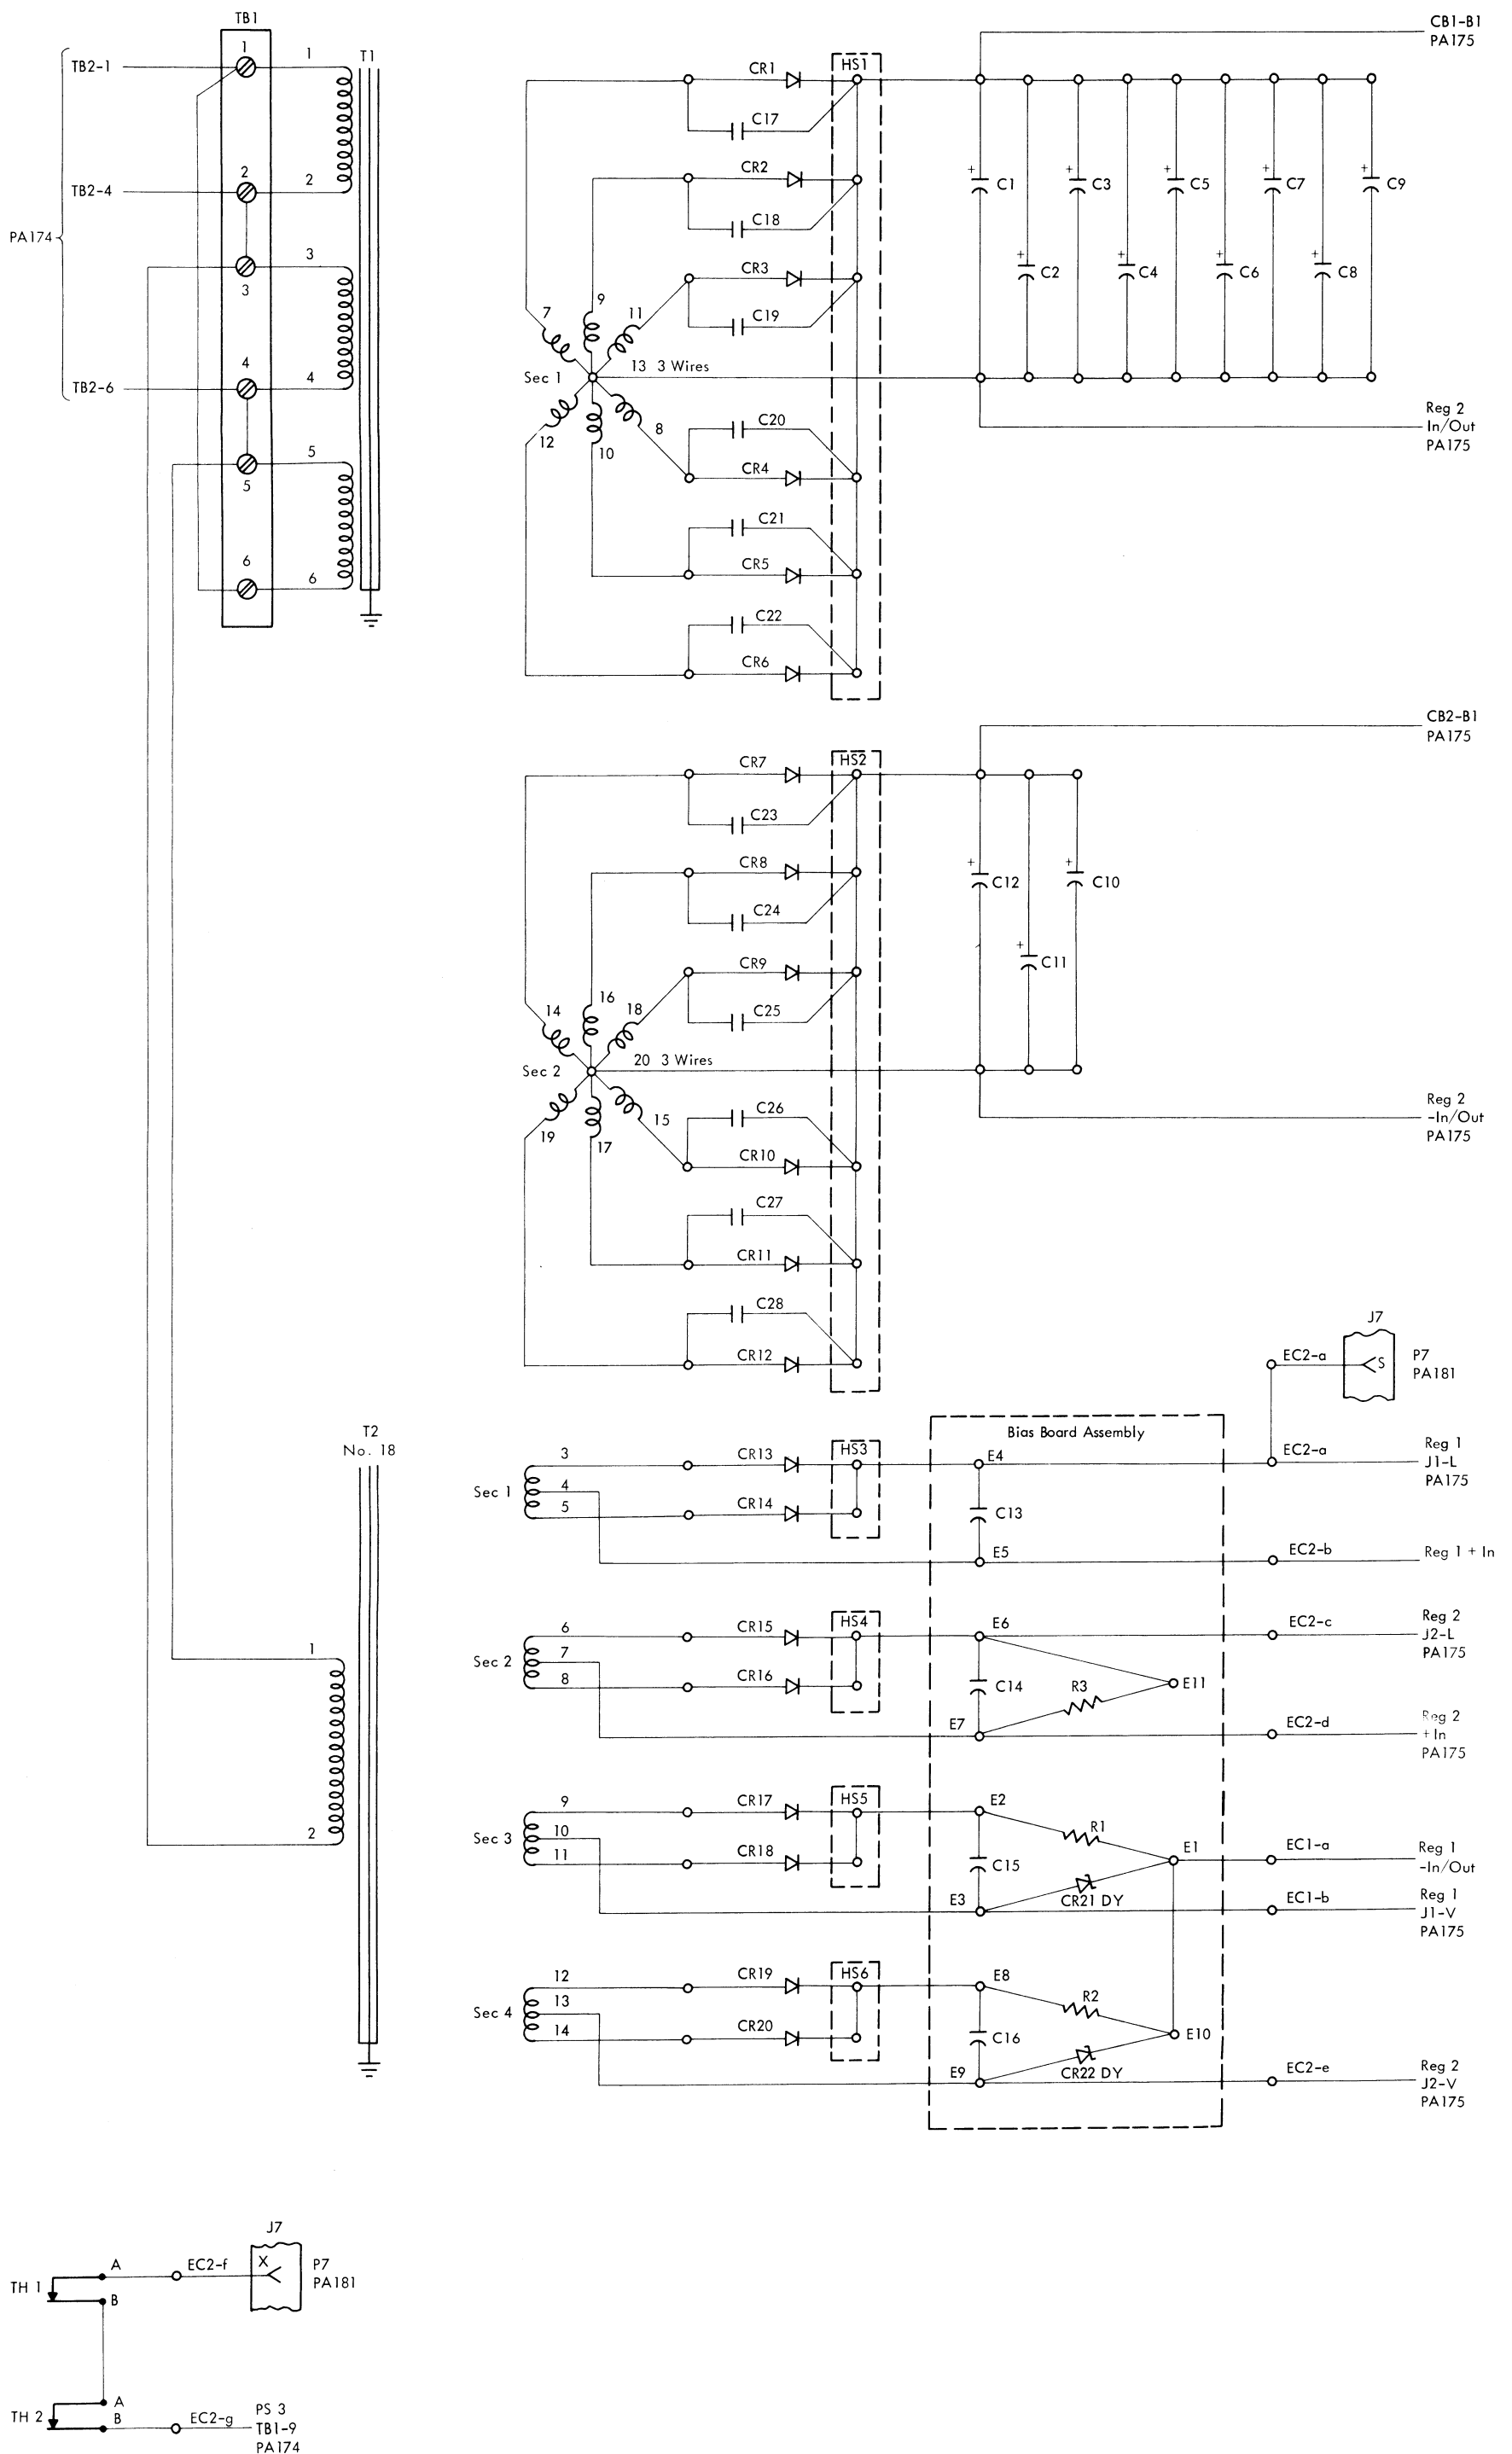 TB1
1
1
T1
TB2-1
TB2-4
2
2
PA174
3
3
4
4
TB2-6
5
5
6
6
CB1-B1
PA175
HS1
CR1
C17
CR2
C18
CR3
C19
7
9
11
Sec 1
13 3 Wires
12
10
8
C20
CR4
C21
CR5
C22
CR6
+
C1
+
C2
+
C3
+
C4
+
C5
+
C6
+
C7
+
C8
+
C9
Reg 2
In/Out
PA175
CB2-B1
PA175
HS2
CR7
C23
CR8
C24
CR9
C25
14
16
18
Sec 2
20 3 Wires
19
17
15
C26
CR10
C27
CR11
C28
CR12
+
C12
+
C11
+
C10
Reg 2
-In/Out
PA175
J7
EC2-a
S
P7
PA181
T2
No. 18
1
2
Bias Board Assembly
Sec 1
3
4
5
CR13
CR14
HS3
E4
C13
E5
EC2-a
Reg 1
J1-L
PA175
EC2-b
Reg 1 + In
Sec 2
6
7
8
CR15
CR16
HS4
E6
C14
R3
E11
E7
EC2-c
Reg 2
J2-L
PA175
EC2-d
Reg 2
+In
PA175
Sec 3
9
10
11
CR17
CR18
HS5
E2
R1
C15
E1
E3
CR21 DY
EC1-a
Reg 1
-In/Out
EC1-b
Reg 1
J1-V
PA175
Sec 4
12
13
14
CR19
CR20
HS6
E8
R2
C16
E10
E9
CR22 DY
EC2-e
Reg 2
J2-V
PA175
J7
TH 1
A
B
EC2-f
X
P7
PA181
TH 2
A
B
EC2-g
PS 3
TB1-9
PA174